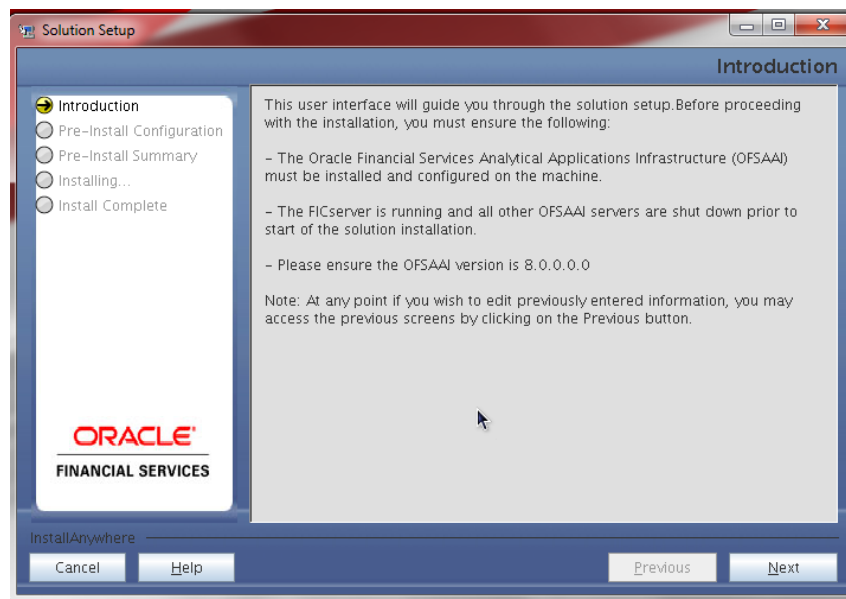 Solution Setup
Introduction
Introduction
Pre-Install Configuration
Pre-Install Summary
Installing...
Install Complete
This user interface will guide you through the solution setup.Before proceeding
with the installation, you must ensure the following:
- The Oracle Financial Services Analytical Applications Infrastructure (OFSAAI)
must be installed and configured on the machine.
- The FICserver is running and all other OFSAAI servers are shut down prior to
start of the solution installation.
- Please ensure the OFSAAI version is 8.0.0.0.0
Note: At any point if you wish to edit previously entered information, you may
access the previous screens by clicking on the Previous button.
ORACLE
FINANCIAL SERVICES
InstallAnywhere
Cancel
Help
Previous
Next